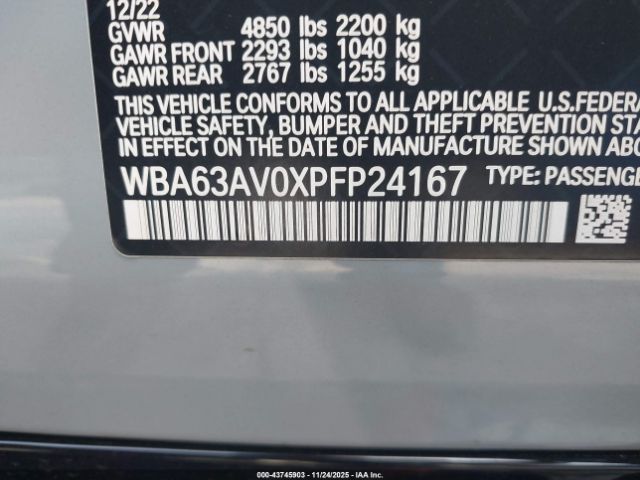 12/22
GVWR 4850 lbs 2200 kg
GAWR FRONT 2293 lbs 1040 kg
GAWR REAR 2767 lbs 1255 kg
THIS VEHICLE CONFORMS TO ALL APPLICABLE U.S.FEDERA
VEHICLE SAFETY, BUMPER AND THEFT PREVENTION STA
IN EFFECT ON THE DATE OF MANUFACTURE SHOWN ABO
WBA63AV0XPFP24167 TYPE: PASSENGE
000-43745903 - 11/24/2025 - IAA Inc.